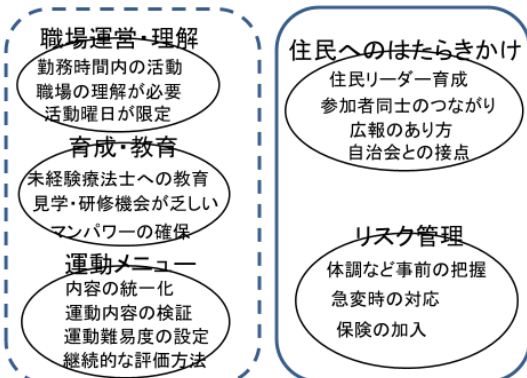 職場運営・理解
勤務時間内の活動
職場の理解が必要
活動曜日が限定
育成・教育
未経験療法士への教育
見学・研修機会が乏しい
マンパワーの確保
運動メニュー
内容の統一化
運動内容の検証
運動難易度の設定
継続的な評価方法
住民へのはたらきかけ
住民リーダー育成
参加者同士のつながり
広報のあり方
自治会との接点
リスク管理
体調など事前の把握
急変時の対応
保険の加入